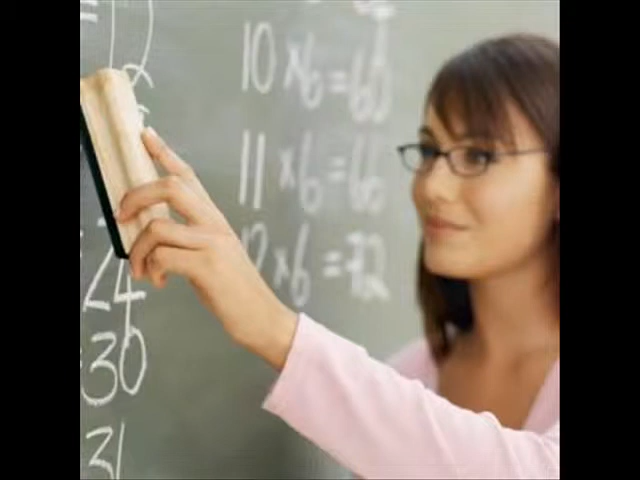 10 x 6 = 60
11 x 6 = 66
12 x 6 = 72
24
30